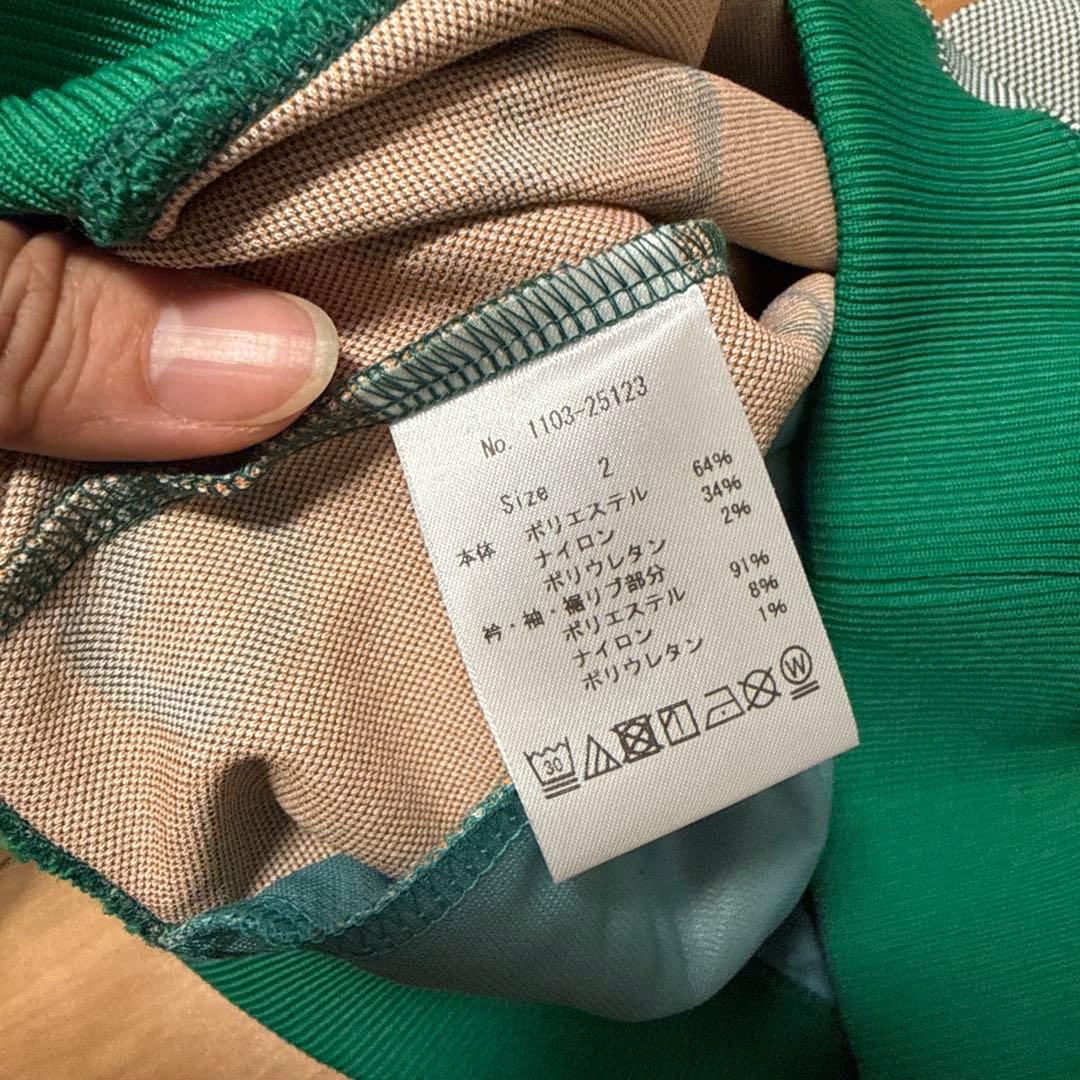 No. 1103-25123
Size 2
本体 ポリエステル 64%
ナイロン 34%
ポリウレタン 2%
衿・袖・裾リブ部分
ポリエステル 91%
ナイロン 8%
ポリウレタン 1%
30 W